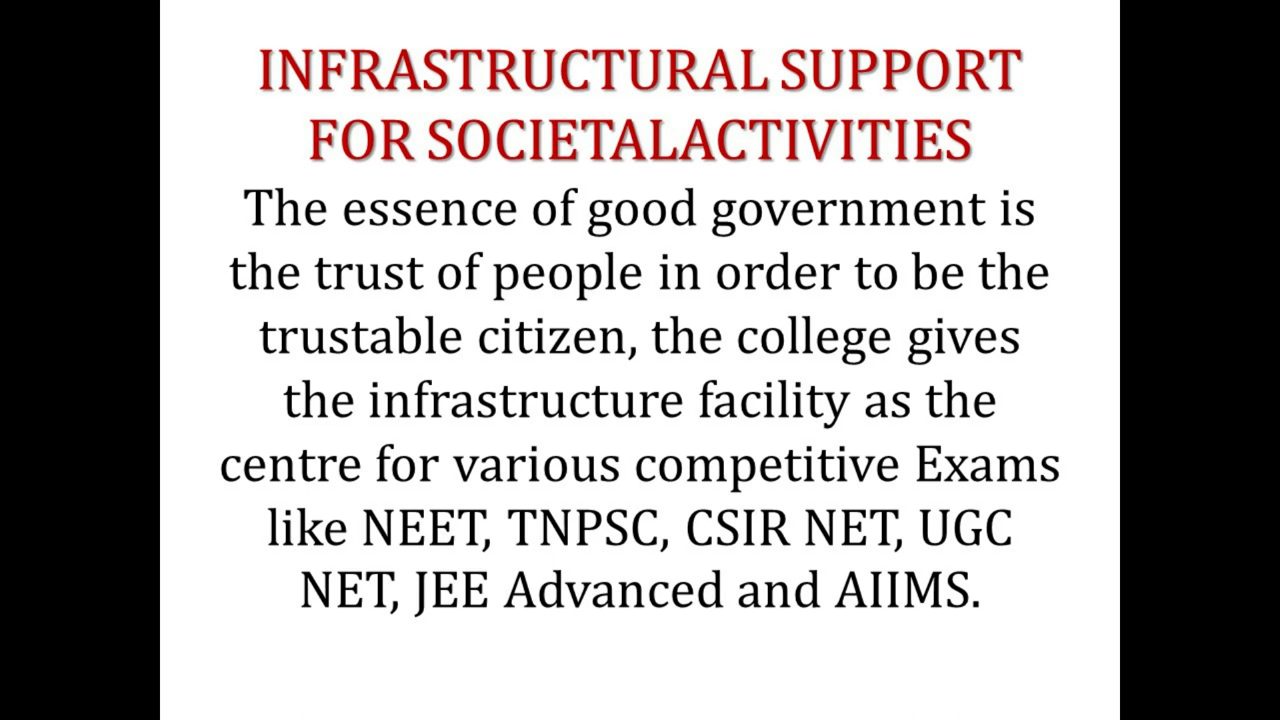 INFRASTRUCTURAL SUPPORT
FOR SOCIETALACTIVITIES
The essence of good government is
the trust of people in order to be the
trustable citizen, the college gives
the infrastructure facility as the
centre for various competitive Exams
like NEET, TNPSC, CSIR NET, UGC
NET, JEE Advanced and AIIMS.